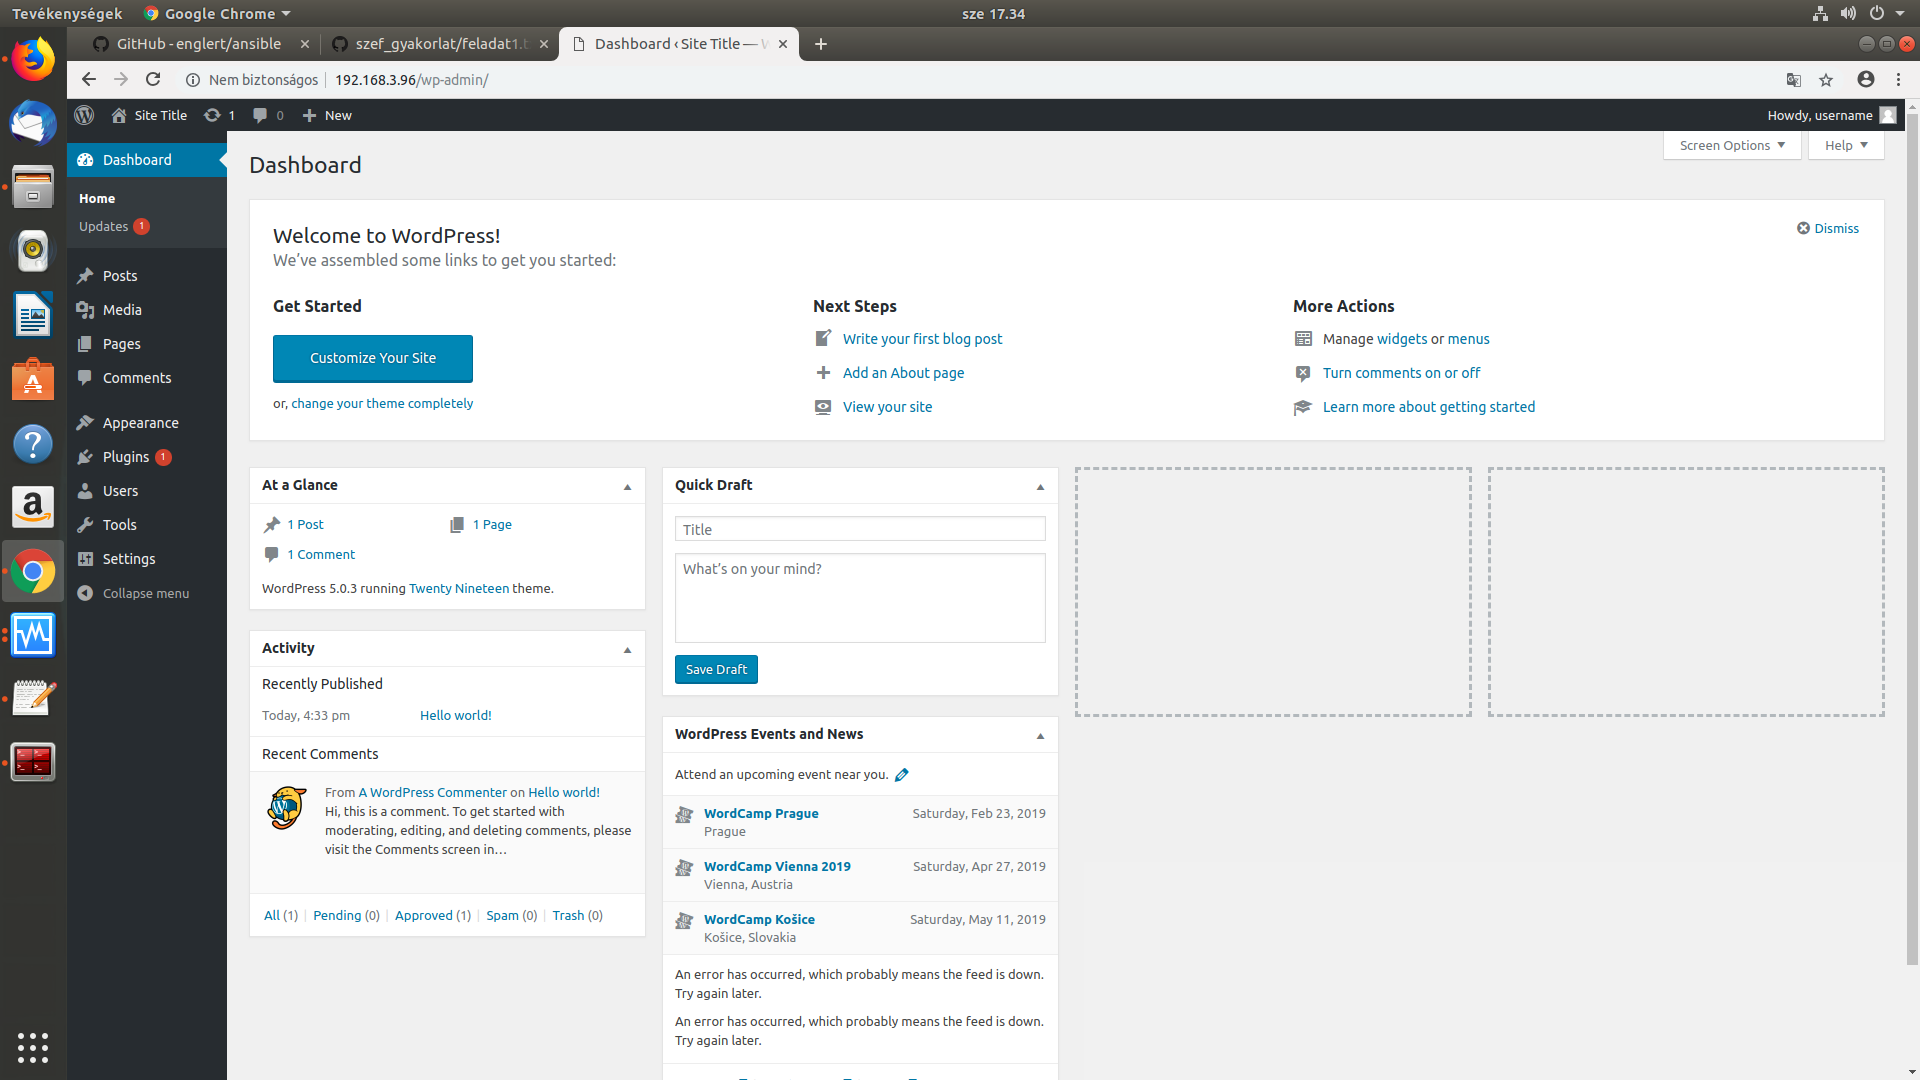 Tevékenységek
Google Chrome
sze 17.34
GitHub - englert/ansible
szef_gyakorlat/feladat1.t
Dashboard ‹ Site Title — W
Nem biztonságos
192.168.3.96/wp-admin/
Site Title
1
0
New
Howdy, username
Dashboard
Home
Updates 1
Posts
Media
Pages
Comments
Appearance
Plugins 1
Users
Tools
Settings
Collapse menu
Dashboard
Screen Options
Help
Welcome to WordPress!
We've assembled some links to get you started:
Dismiss
Get Started
Customize Your Site
or, change your theme completely
Next Steps
Write your first blog post
Add an About page
View your site
More Actions
Manage widgets or menus
Turn comments on or off
Learn more about getting started
At a Glance
1 Post
1 Page
1 Comment
WordPress 5.0.3 running Twenty Nineteen theme.
Activity
Recently Published
Today, 4:33 pm
Hello world!
Recent Comments
From A WordPress Commenter on Hello world!
Hi, this is a comment. To get started with
moderating, editing, and deleting comments, please
visit the Comments screen in…
All (1) | Pending (0) | Approved (1) | Spam (0) | Trash (0)
Quick Draft
Title
What's on your mind?
Save Draft
WordPress Events and News
Attend an upcoming event near you.
WordCamp Prague
Saturday, Feb 23, 2019
Prague
WordCamp Vienna 2019
Saturday, Apr 27, 2019
Vienna, Austria
WordCamp Košice
Saturday, May 11, 2019
Košice, Slovakia
An error has occurred, which probably means the feed is down.
Try again later.
An error has occurred, which probably means the feed is down.
Try again later.